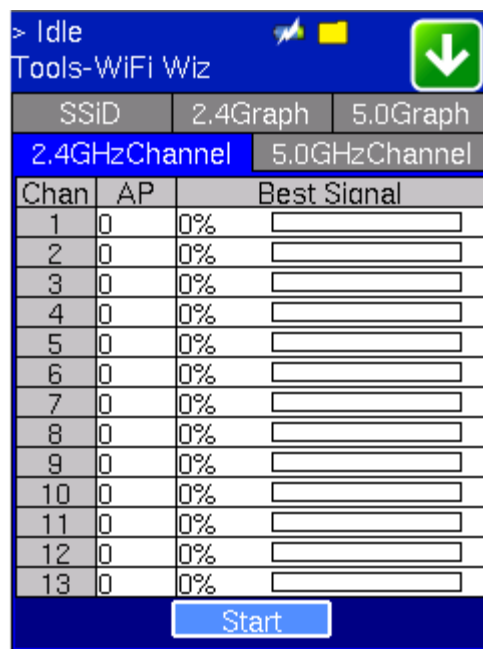 > Idle
Tools-WiFi Wiz
SSiD 2.4Graph 5.0Graph
2.4GHzChannel 5.0GHzChannel
Chan AP Best Signal
1 0 0%
2 0 0%
3 0 0%
4 0 0%
5 0 0%
6 0 0%
7 0 0%
8 0 0%
9 0 0%
10 0 0%
11 0 0%
12 0 0%
13 0 0%
Start